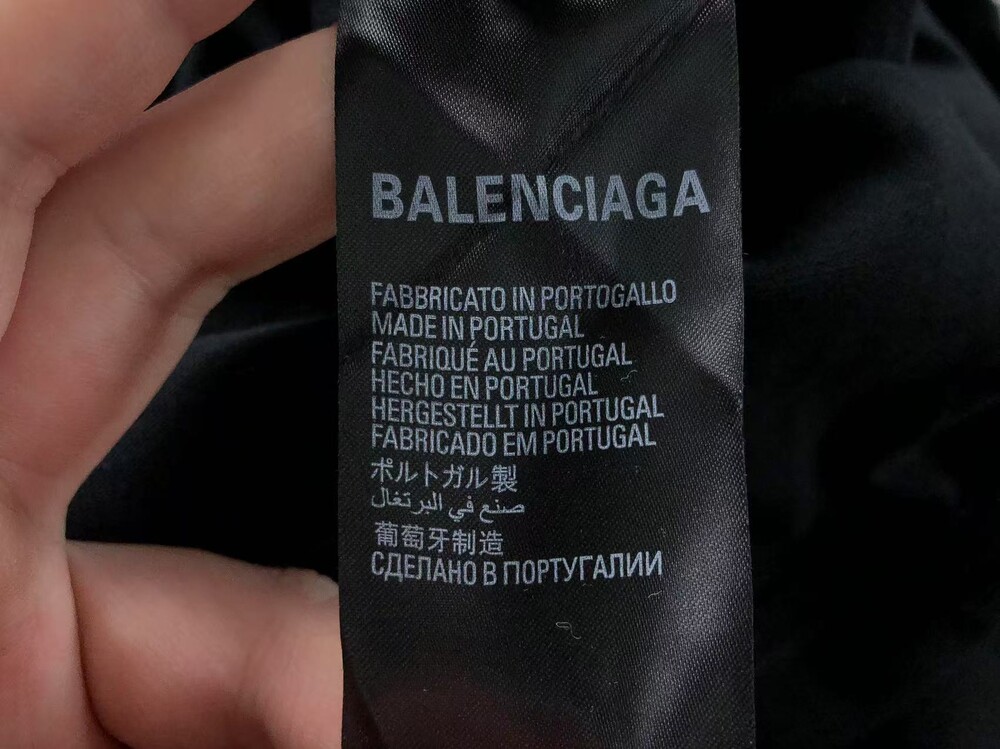 BALENCIAGA
FABBRICATO IN PORTOGALLO
MADE IN PORTUGAL
FABRIQUÉ AU PORTUGAL
HECHO EN PORTUGAL
HERGESTELLT IN PORTUGAL
FABRICADO EM PORTUGAL
ポルトガル製
صنع في البرتغال
葡萄牙制造
СДЕЛАНО В ПОРТУГАЛИИ